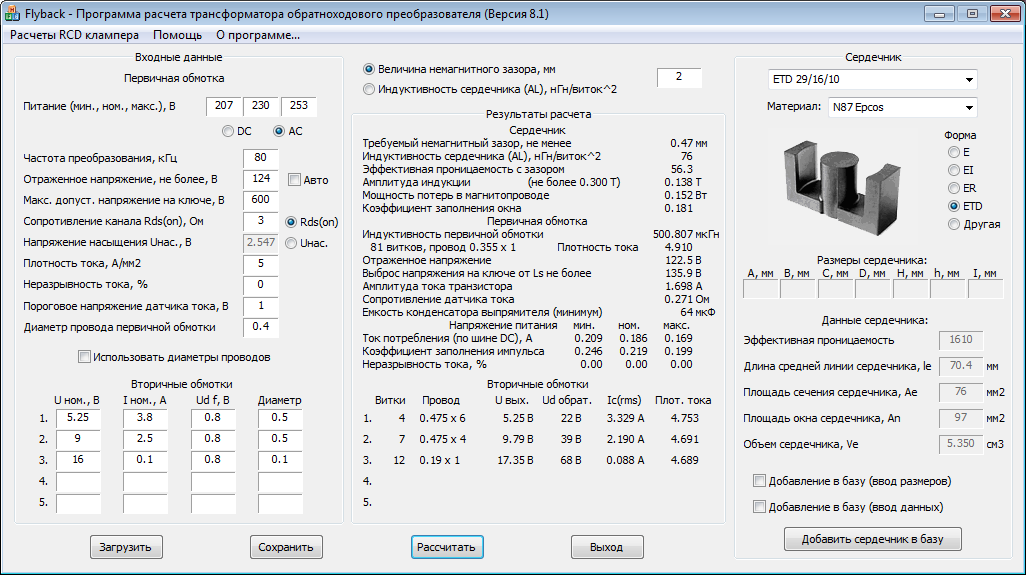 Flyback - Программа расчета трансформатора обратноходового преобразователя (Версия 8.1)
Расчеты RCD клампера Помощь О программе...
Входные данные
Первичная обмотка
Питание (мин., ном., макс.), В 207 230 253
DC AC
Частота преобразования, кГц 80
Отраженное напряжение, не более, В 124 Авто
Макс. допуст. напряжение на ключе, В 600
Сопротивление канала Rds(on), Ом 3 Rds(on)
Напряжение насыщения Uнас., В 2.547 Uнас.
Плотность тока, А/мм2 5
Неразрывность тока, % 0
Пороговое напряжение датчика тока, В 1
Диаметр провода первичной обмотки 0.4
Использовать диаметры проводов
Вторичные обмотки
U ном., В I ном., А Ud f, В Диаметр
1. 5.25 3.8 0.8 0.5
2. 9 2.5 0.8 0.5
3. 16 0.1 0.8 0.1
4.
5.
Загрузить Сохранить Рассчитать Выход
Величина немагнитного зазора, мм 2
Индуктивность сердечника (AL), нГн/виток^2
Результаты расчета
Сердечник
Требуемый немагнитный зазор, не менее 0.47 мм
Индуктивность сердечника (AL), нГн/виток^2 76
Эффективная проницаемость с зазором 56.3
Амплитуда индукции (не более 0.300 Т) 0.138 Т
Мощность потерь в магнитопроводе 0.152 Вт
Коэффициент заполнения окна 0.181
Первичная обмотка
Индуктивность первичной обмотки 500.807 мкГн
81 витков, провод 0.355 x 1 Плотность тока 4.910
Отраженное напряжение 122.5 В
Выброс напряжения на ключе от Ls не более 135.9 В
Амплитуда тока транзистора 1.698 А
Сопротивление датчика тока 0.271 Ом
Емкость конденсатора выпрямителя (минимум) 64 мкФ
Напряжение питания мин. ном. макс.
Ток потребления (по шине DC), А 0.209 0.186 0.169
Коэффициент заполнения импульса 0.246 0.219 0.199
Неразрывность тока, % 0.00 0.00 0.00
Вторичные обмотки
Витки Провод U вых. Ud обрат. Ic(rms) Плот. тока
1. 4 0.475 x 6 5.25 В 22 В 3.329 А 4.753
2. 7 0.475 x 4 9.79 В 39 В 2.190 А 4.691
3. 12 0.19 x 1 17.35 В 68 В 0.088 А 4.689
4.
5.
Сердечник
ETD 29/16/10
Материал: N87 Epcos
Форма
E
EI
ER
ETD
Другая
Размеры сердечника:
A, мм B, мм C, мм D, мм H, мм h, мм I, мм
Данные сердечника:
Эффективная проницаемость 1610
Длина средней линии сердечника, le 70.4 мм
Площадь сечения сердечника, Ae 76 мм2
Площадь окна сердечника, An 97 мм2
Объем сердечника, Ve 5.350 см3
Добавление в базу (ввод размеров)
Добавление в базу (ввод данных)
Добавить сердечник в базу